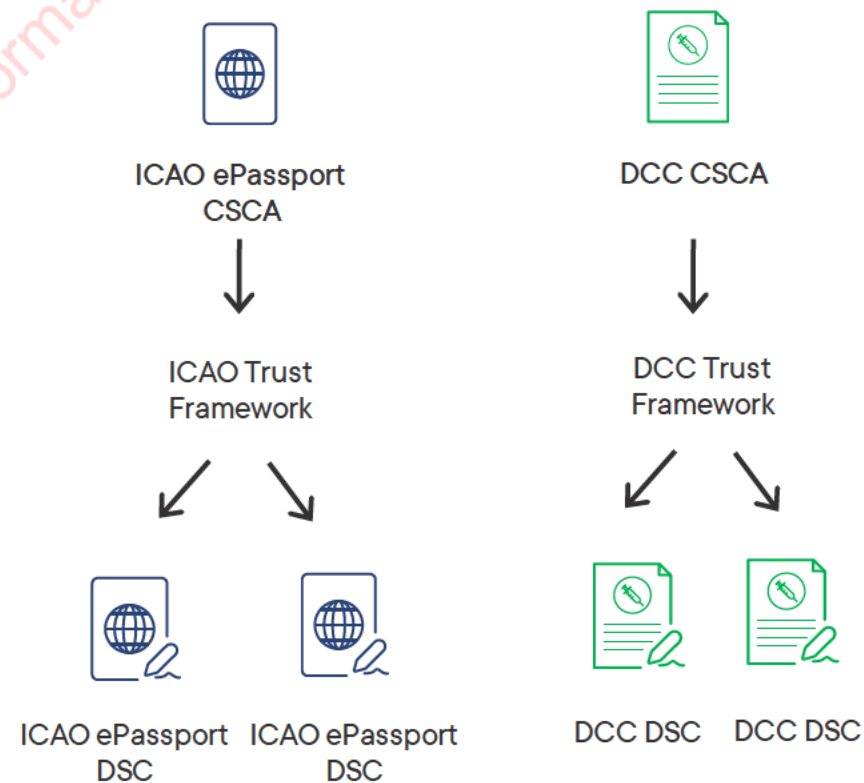 ICAO ePassport
CSCA
DCC CSCA
ICAO Trust
Framework
DCC Trust
Framework
ICAO ePassport
DSC
ICAO ePassport
DSC
DCC DSC
DCC DSC